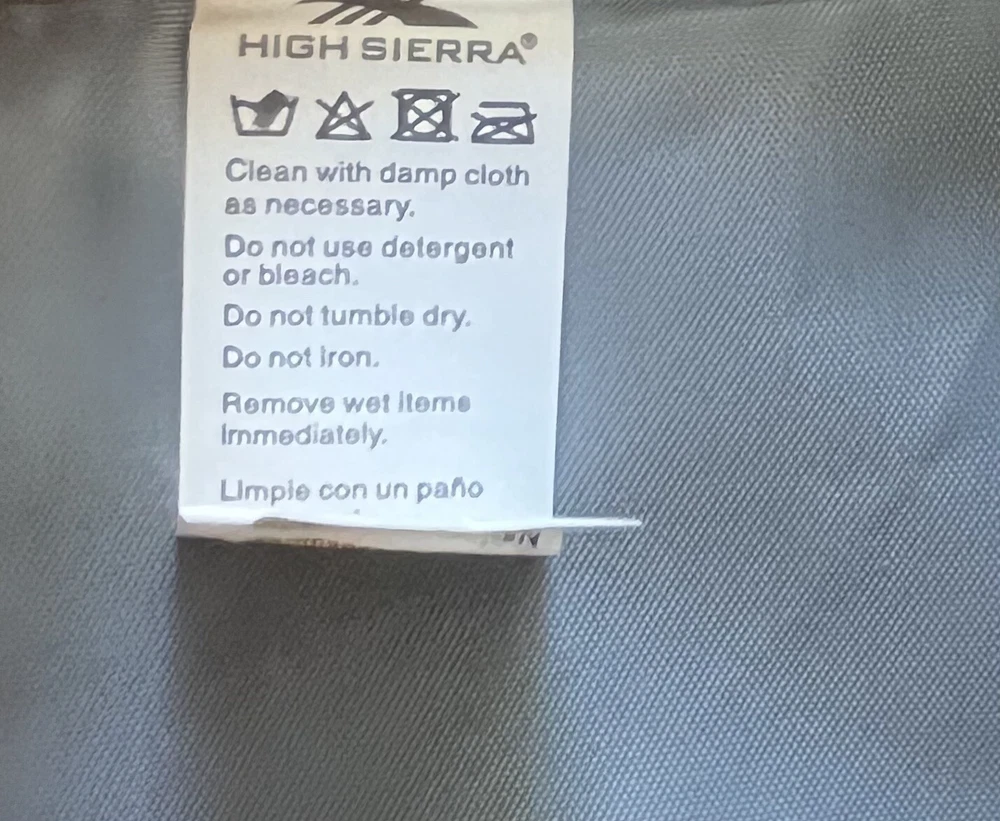 HIGH SIERRA®
Clean with damp cloth
as necessary.
Do not use detergent
or bleach.
Do not tumble dry.
Do not iron.
Remove wet items
immediately.
Limpie con un paño